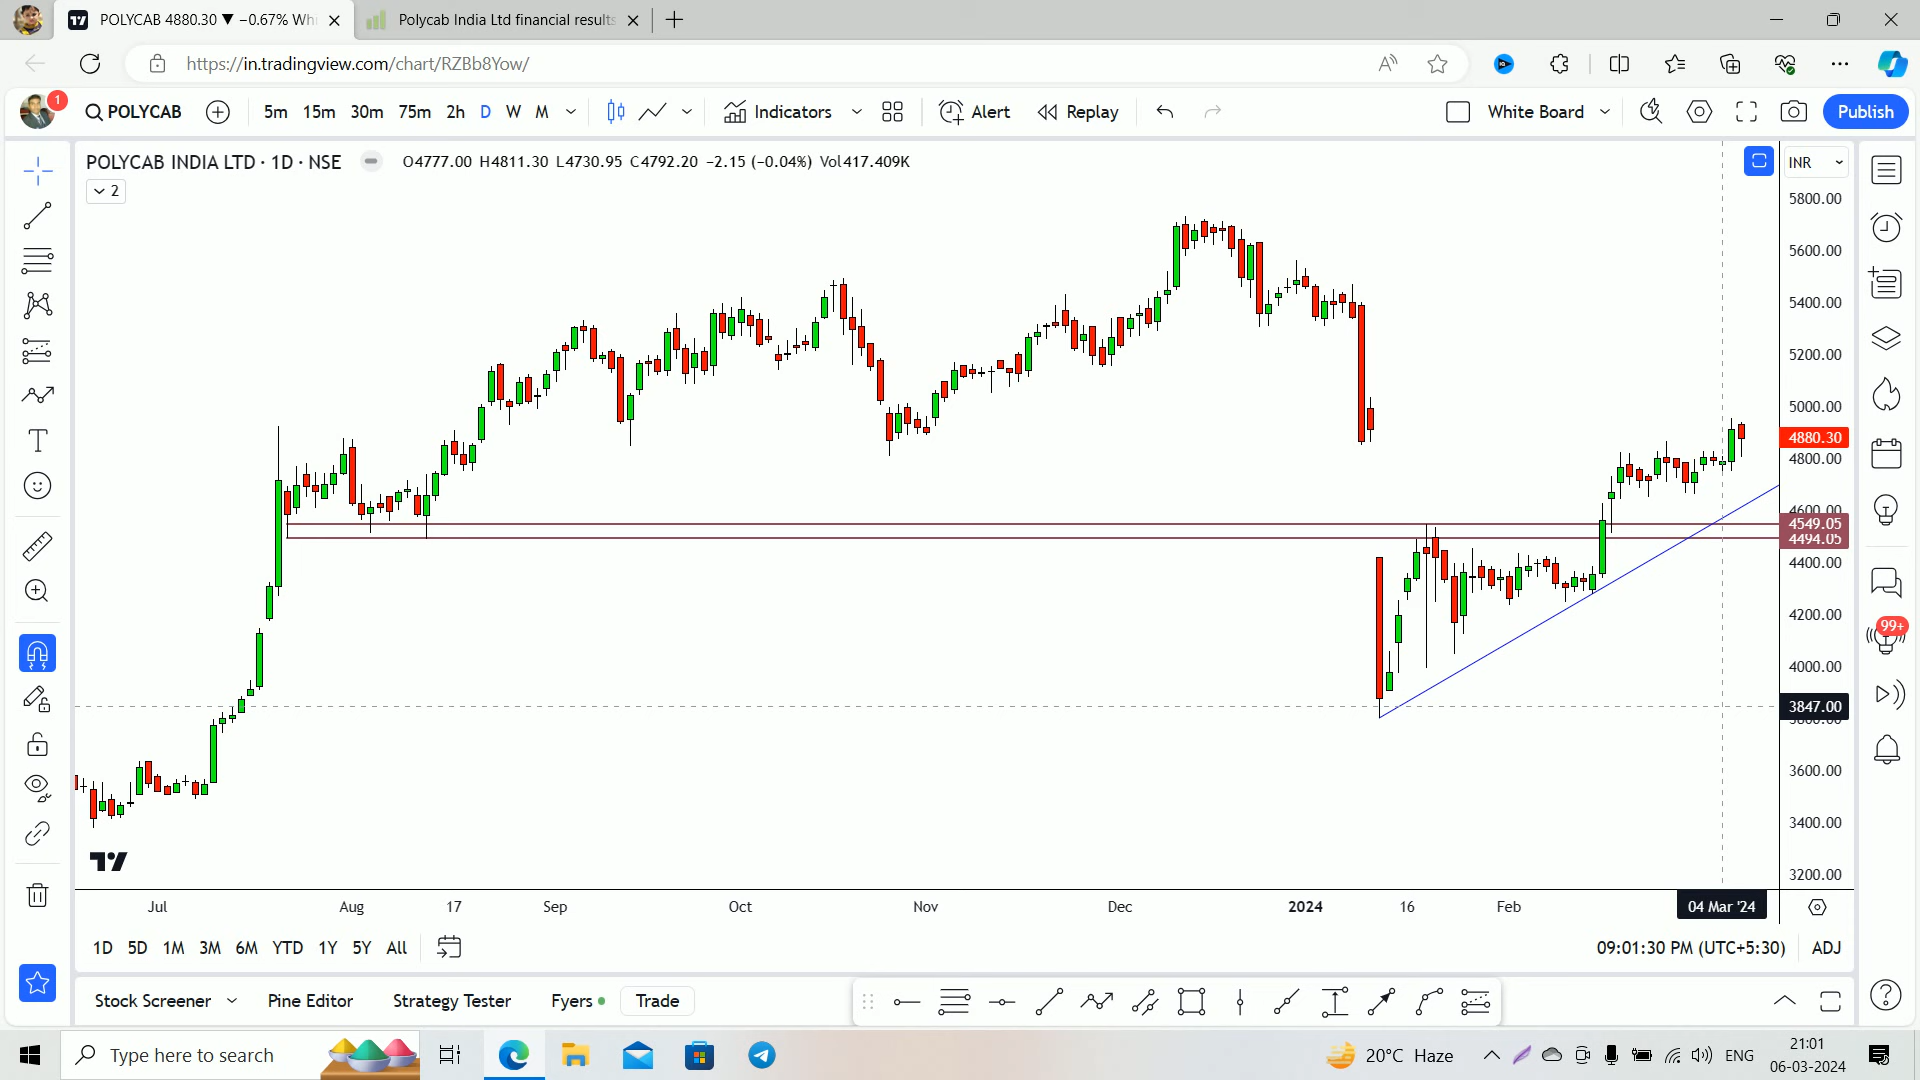 POLYCAB 4880.30 ▼ −0.67% Wh
Polycab India Ltd financial results
https://in.tradingview.com/chart/RZBb8Yow/
1
POLYCAB
5m 15m 30m 75m 2h D W M
Indicators
Alert
Replay
White Board
Publish
POLYCAB INDIA LTD · 1D · NSE
O4777.00 H4811.30 L4730.95 C4792.20 −2.15 (−0.04%) Vol417.409K
INR
2
5800.00
5600.00
5400.00
5200.00
5000.00
4880.30
4800.00
4600.00
4549.05
4494.05
4400.00
4200.00
99+
4000.00
3847.00
3800.00
3600.00
3400.00
3200.00
Jul Aug 17 Sep Oct Nov Dec 2024 16 Feb 04 Mar '24
1D 5D 1M 3M 6M YTD 1Y 5Y All
09:01:30 PM (UTC+5:30) ADJ
Stock Screener Pine Editor Strategy Tester Fyers Trade
Type here to search
20°C Haze
ENG
21:01
06-03-2024